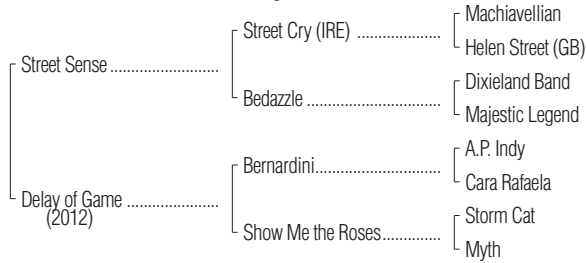 Machiavellian
Street Cry (IRE) ..................
Helen Street (GB)
Street Sense ........................
Dixieland Band
Bedazzle ..............................
Majestic Legend
A.P. Indy
Bernardini............................
Cara Rafaela
Delay of Game ....................
(2012)
Storm Cat
Show Me the Roses.............
Myth